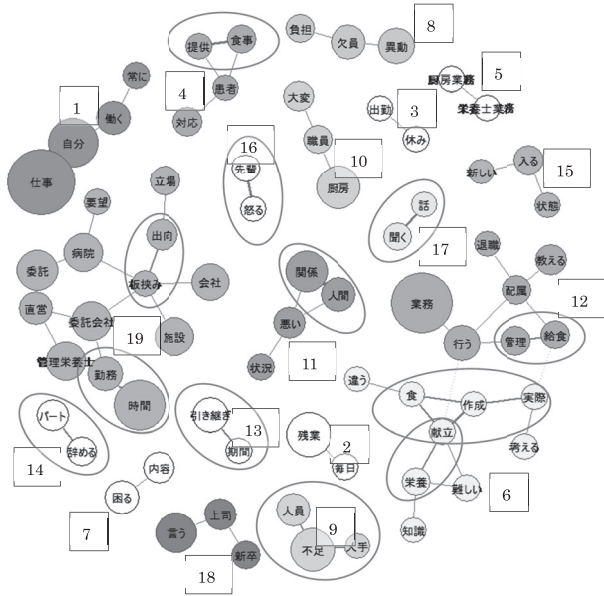 負担
欠員
異動
8
提供
食事
患者
4
対応
常に
1
働く
自分
仕事
大変
職員
10
厨房
厨房業務
5
栄養士業務
出勤
3
休み
16
先輩
怒る
話
聞く
17
新しい
入る
15
状態
要望
立場
出向
病院
板挟み
会社
委託
直営
委託会社
19
施設
管理栄養士
勤務
時間
関係
人間
悪い
11
状況
退職
教える
配属
12
業務
行う
管理
給食
パート
辞める
14
引き継ぎ
13
期間
残業
2
毎日
違う
食
作成
実際
献立
考える
栄養
難しい
6
知識
内容
困る
7
言う
上司
新卒
18
人員
9
不足
人手